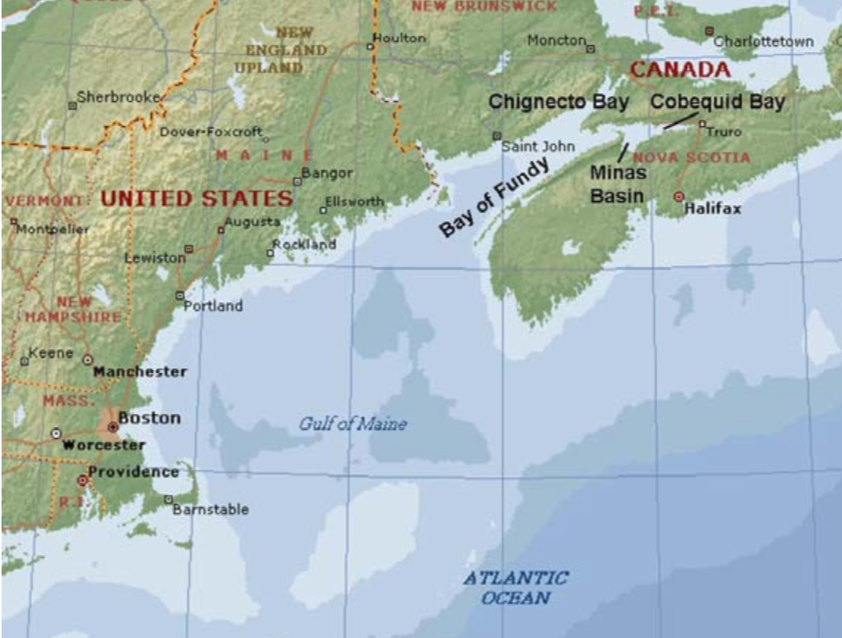 QUEBEC
NEW BRUNSWICK
P.E.I.
NEW
ENGLAND
UPLAND
Houlton
Moncton
Charlottetown
CANADA
Sherbrooke
Chignecto Bay
Cobequid Bay
Dover-Foxcroft
Saint John
Truro
MAINE
NOVA SCOTIA
Bangor
Minas
Basin
Bay of Fundy
VERMONT
UNITED STATES
Ellsworth
Halifax
Montpelier
Augusta
Rockland
Lewiston
Portland
NEW
HAMPSHIRE
Keene
Manchester
MASS.
Boston
Gulf of Maine
Worcester
Providence
R.I.
Barnstable
ATLANTIC
OCEAN